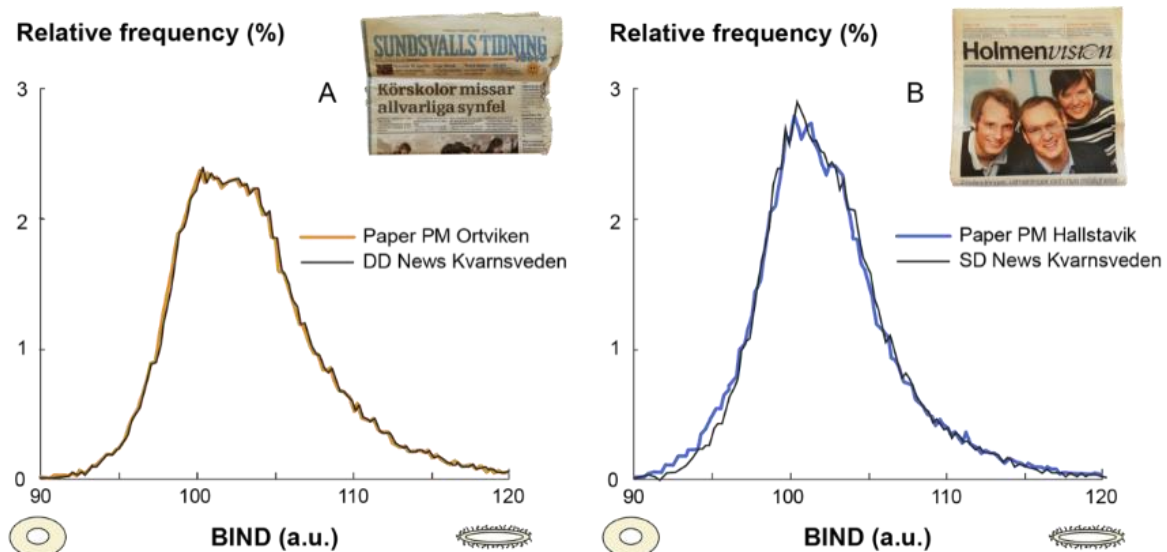 Relative frequency (%)
SUNDSVALLS TIDNING
Körskolor missar
allvarliga synfel
A
3
2
1
0
Paper PM Ortviken
DD News Kvarnsveden
90
100
110
120
BIND (a.u.)
Relative frequency (%)
Holmenvision
B
3
2
1
0
Paper PM Hallstavik
SD News Kvarnsveden
90
100
110
120
BIND (a.u.)